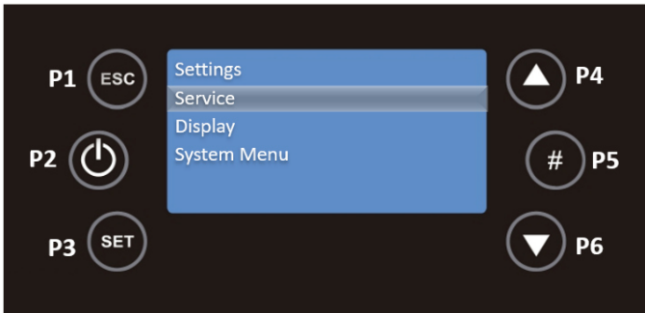 P1 ESC
Settings
Service
Display
System Menu
P2
P3 SET
P4
# P5
P6